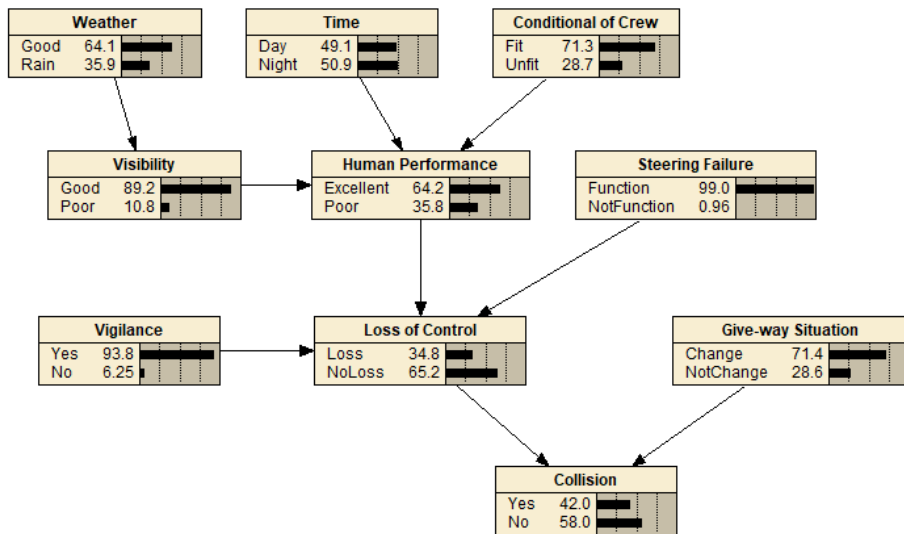 Weather
Good 64.1
Rain 35.9
Time
Day 49.1
Night 50.9
Conditional of Crew
Fit 71.3
Unfit 28.7
Visibility
Good 89.2
Poor 10.8
Human Performance
Excellent 64.2
Poor 35.8
Steering Failure
Function 99.0
NotFunction 0.96
Vigilance
Yes 93.8
No 6.25
Loss of Control
Loss 34.8
NoLoss 65.2
Give-way Situation
Change 71.4
NotChange 28.6
Collision
Yes 42.0
No 58.0